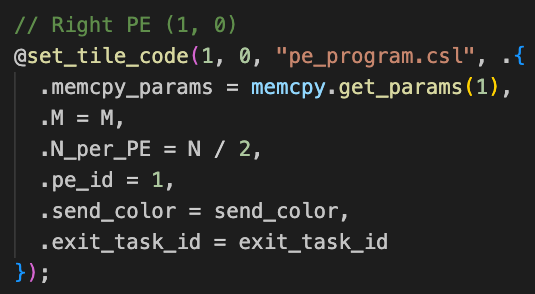 // Right PE (1, 0)
@set_tile_code(1, 0, "pe_program.csl", .{
  .memcpy_params = memcpy.get_params(1),
  .M = M,
  .N_per_PE = N / 2,
  .pe_id = 1,
  .send_color = send_color,
  .exit_task_id = exit_task_id
});